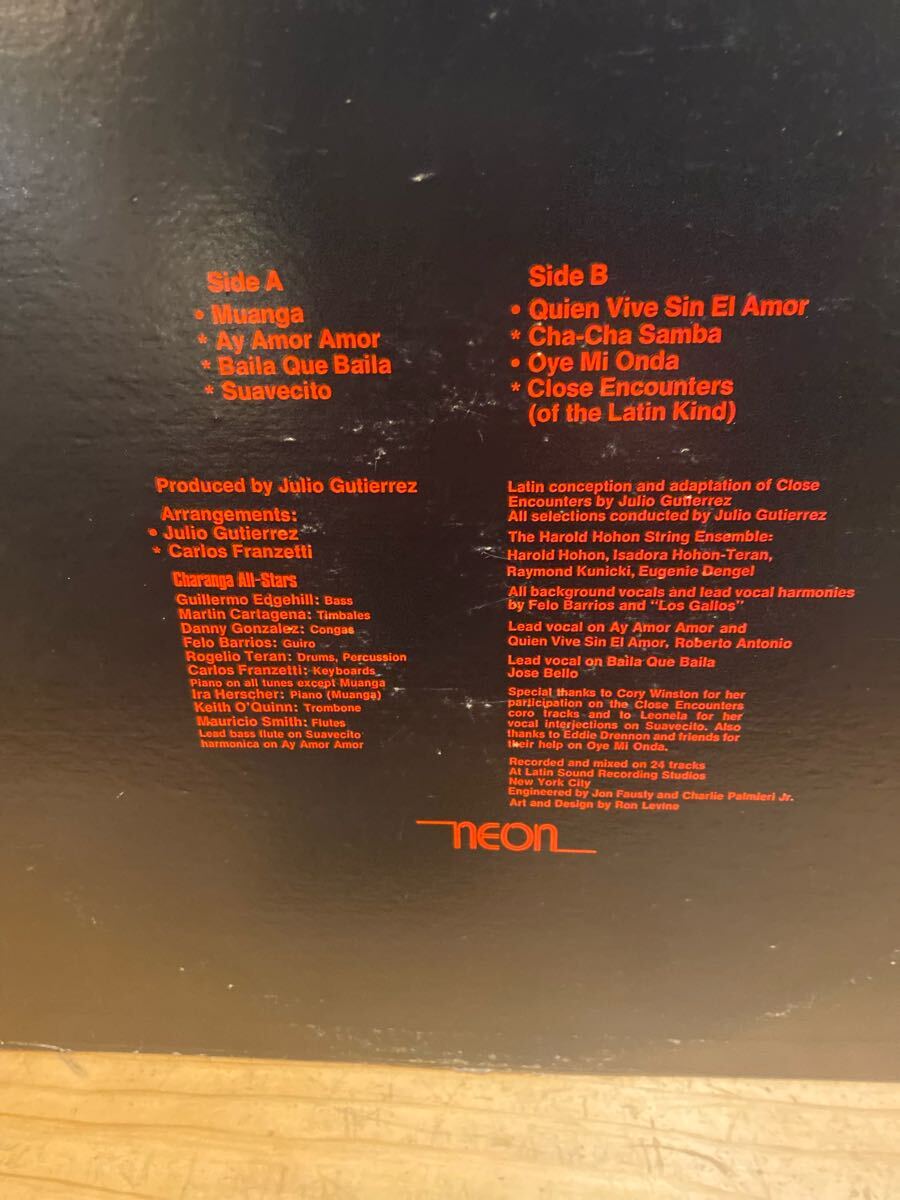 Side A
• Muanga
* Ay Amor Amor
* Baila Que Baila
* Suavecito
Side B
• Quien Vive Sin El Amor
* Cha-Cha Samba
• Oye Mi Onda
* Close Encounters
(of the Latin Kind)
Produced by Julio Gutierrez
Arrangements:
• Julio Gutierrez
* Carlos Franzetti
Charanga All-Stars
Guillermo Edgehill: Bass
Martin Cartagena: Timbales
Danny Gonzalez: Congas
Felo Barrios: Guiro
Rogelio Teran: Drums, Percussion
Carlos Franzetti: Keyboards
Piano on all tunes except Muanga
Ira Herscher: Piano (Muanga)
Keith O'Quinn: Trombone
Mauricio Smith: Flutes
Lead bass flute on Suavecito
harmonica on Ay Amor Amor
Latin conception and adaptation of Close
Encounters by Julio Gutierrez
All selections conducted by Julio Gutierrez
The Harold Hohon String Ensemble:
Harold Hohon, Isadora Hohon-Teran,
Raymond Kunicki, Eugenie Dengel
All background vocals and lead vocal harmonies
by Felo Barrios and "Los Gallos"
Lead vocal on Ay Amor Amor and
Quien Vive Sin El Amor, Roberto Antonio
Lead vocal on Baila Que Baila
Jose Bello
Special thanks to Cory Winston for her
participation on the Close Encounters
coro tracks and to Leonela for her
vocal interjections on Suavecito. Also
thanks to Eddie Drennon and friends for
their help on Oye Mi Onda.
Recorded and mixed on 24 tracks
At Latin Sound Recording Studios
New York City
Engineered by Jon Fausty and Charlie Palmieri Jr.
Art and Design by Ron Levine
neon